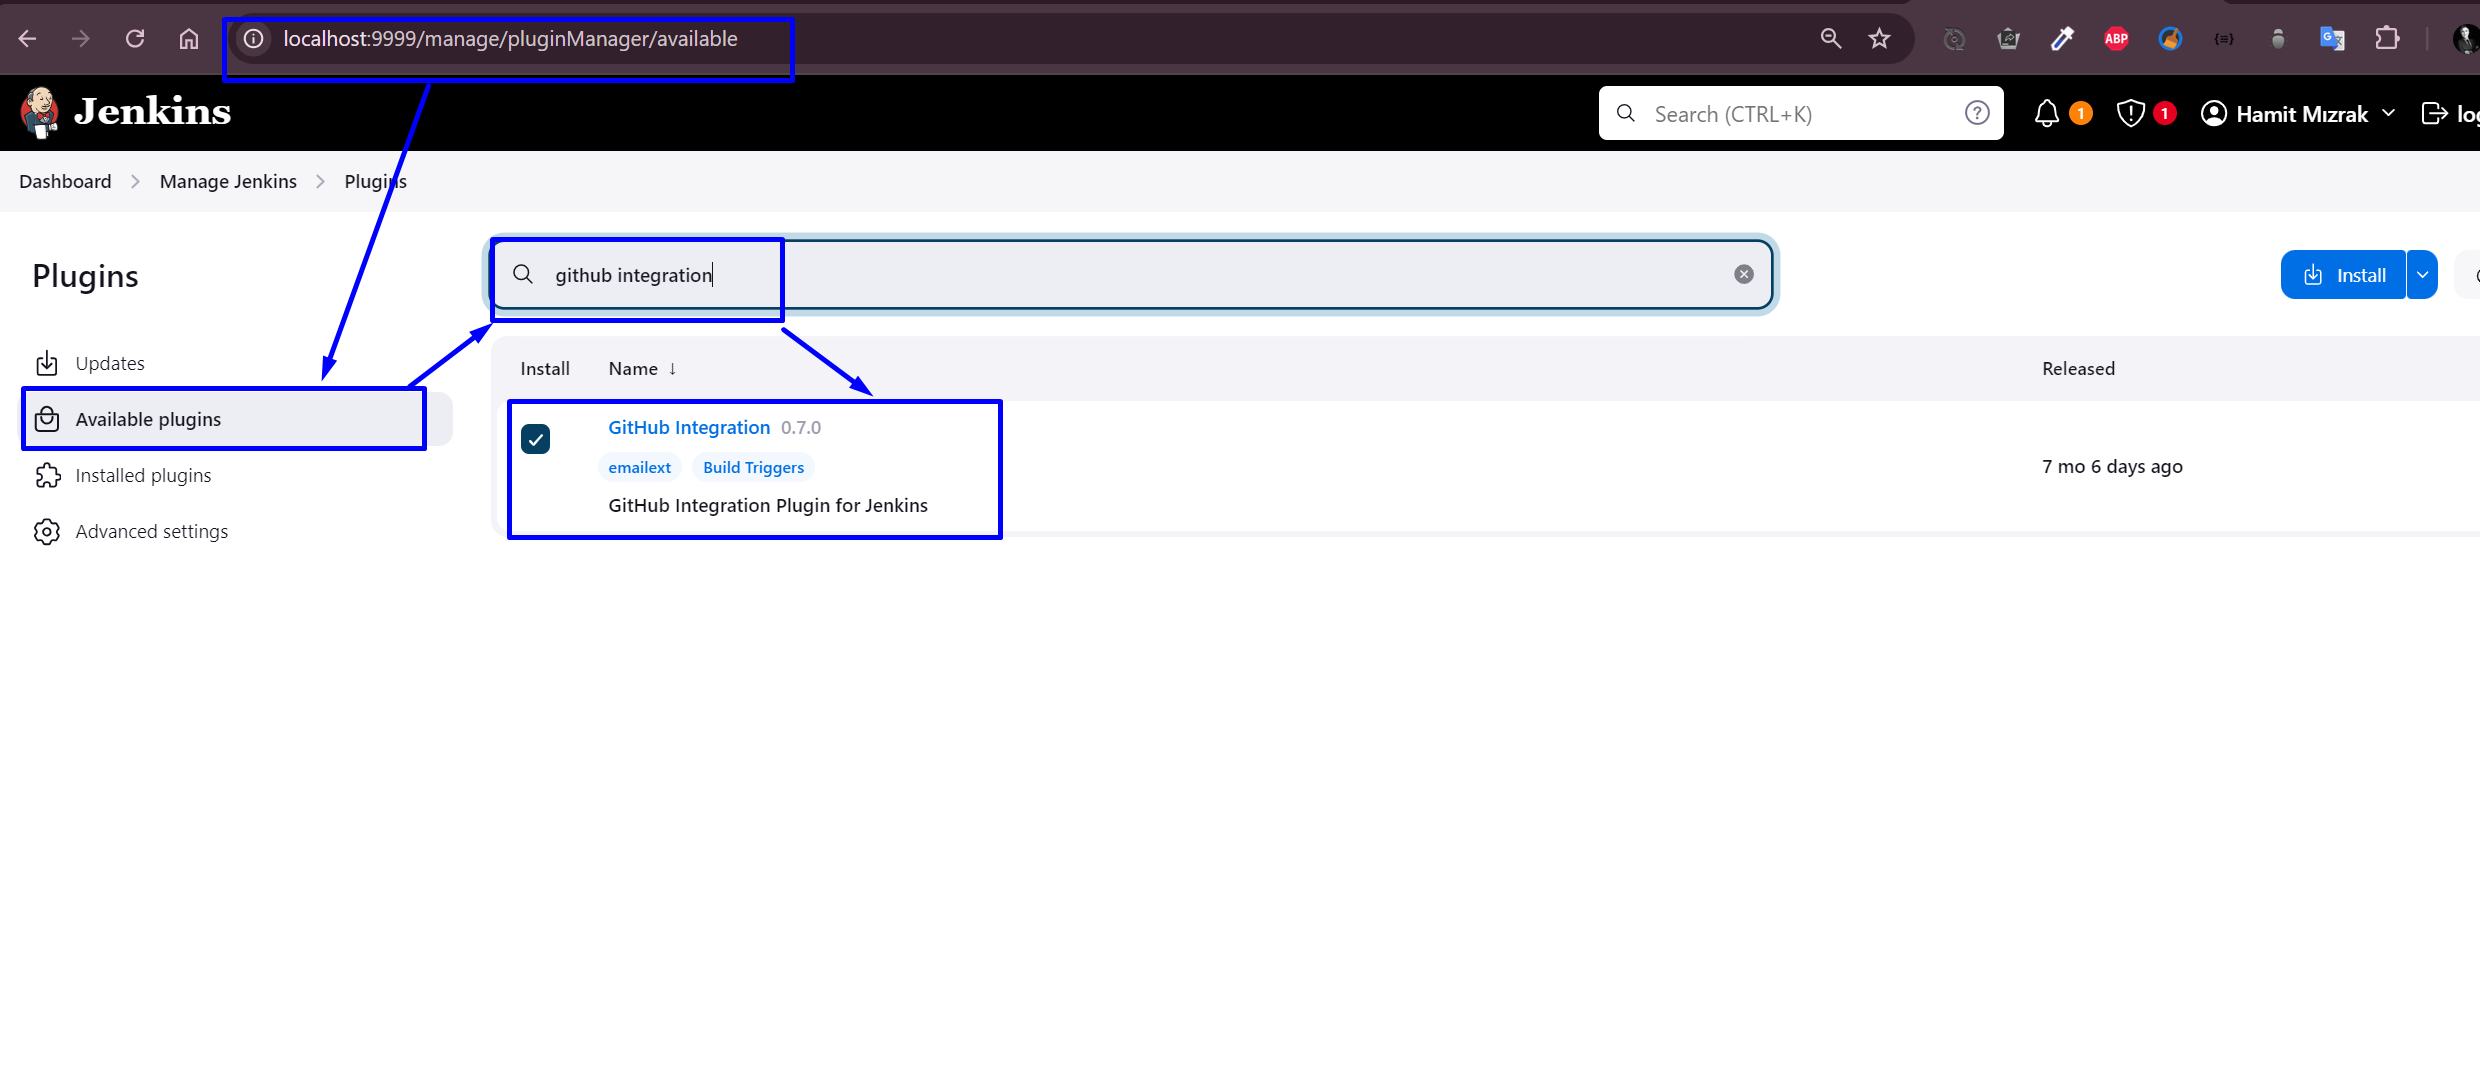 localhost:9999/manage/pluginManager/available
ABP
Jenkins
Search (CTRL+K)
1
1
Hamit Mızrak
Dashboard
Manage Jenkins
Plugins
Plugins
github integration
Install
Updates
Install
Name ↓
Released
Available plugins
GitHub Integration 0.7.0
emailext
Build Triggers
7 mo 6 days ago
Installed plugins
GitHub Integration Plugin for Jenkins
Advanced settings